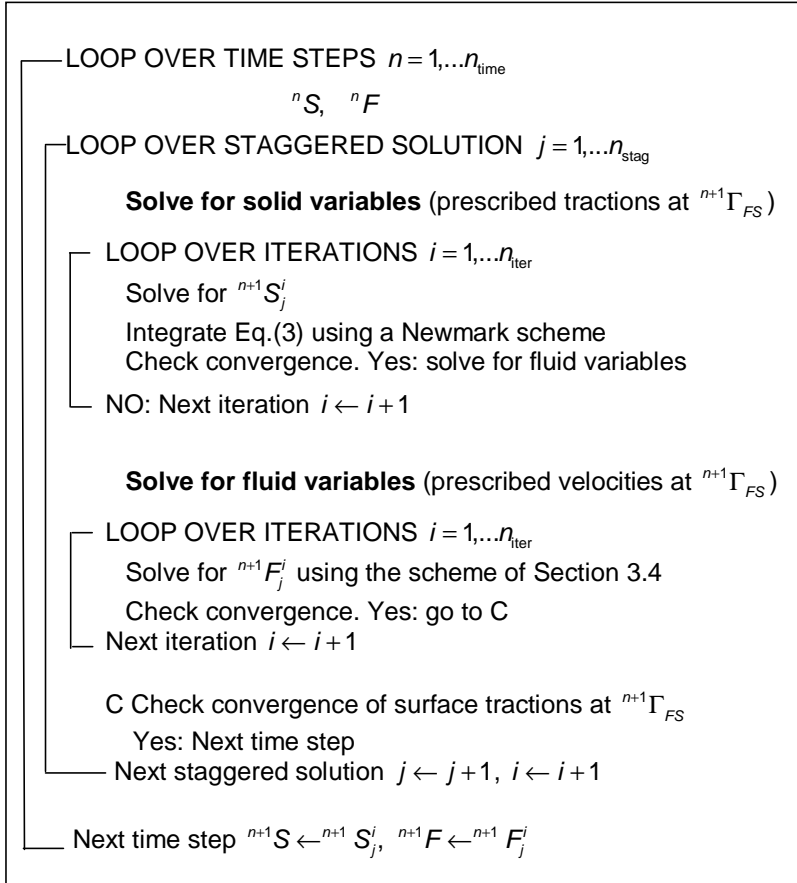 LOOP OVER TIME STEPS n = 1,...n_time
ⁿS, ⁿF
LOOP OVER STAGGERED SOLUTION j = 1,...n_stag
Solve for solid variables (prescribed tractions at ⁿ⁺¹Γ_FS)
LOOP OVER ITERATIONS i = 1,...n_iter
Solve for ⁿ⁺¹S_j^i
Integrate Eq.(3) using a Newmark scheme
Check convergence. Yes: solve for fluid variables
NO: Next iteration i ← i + 1
Solve for fluid variables (prescribed velocities at ⁿ⁺¹Γ_FS)
LOOP OVER ITERATIONS i = 1,...n_iter
Solve for ⁿ⁺¹F_j^i using the scheme of Section 3.4
Check convergence. Yes: go to C
Next iteration i ← i + 1
C Check convergence of surface tractions at ⁿ⁺¹Γ_FS
Yes: Next time step
Next staggered solution j ← j + 1, i ← i + 1
Next time step ⁿ⁺¹S ← ⁿ⁺¹S_j^i, ⁿ⁺¹F ← ⁿ⁺¹F_j^i